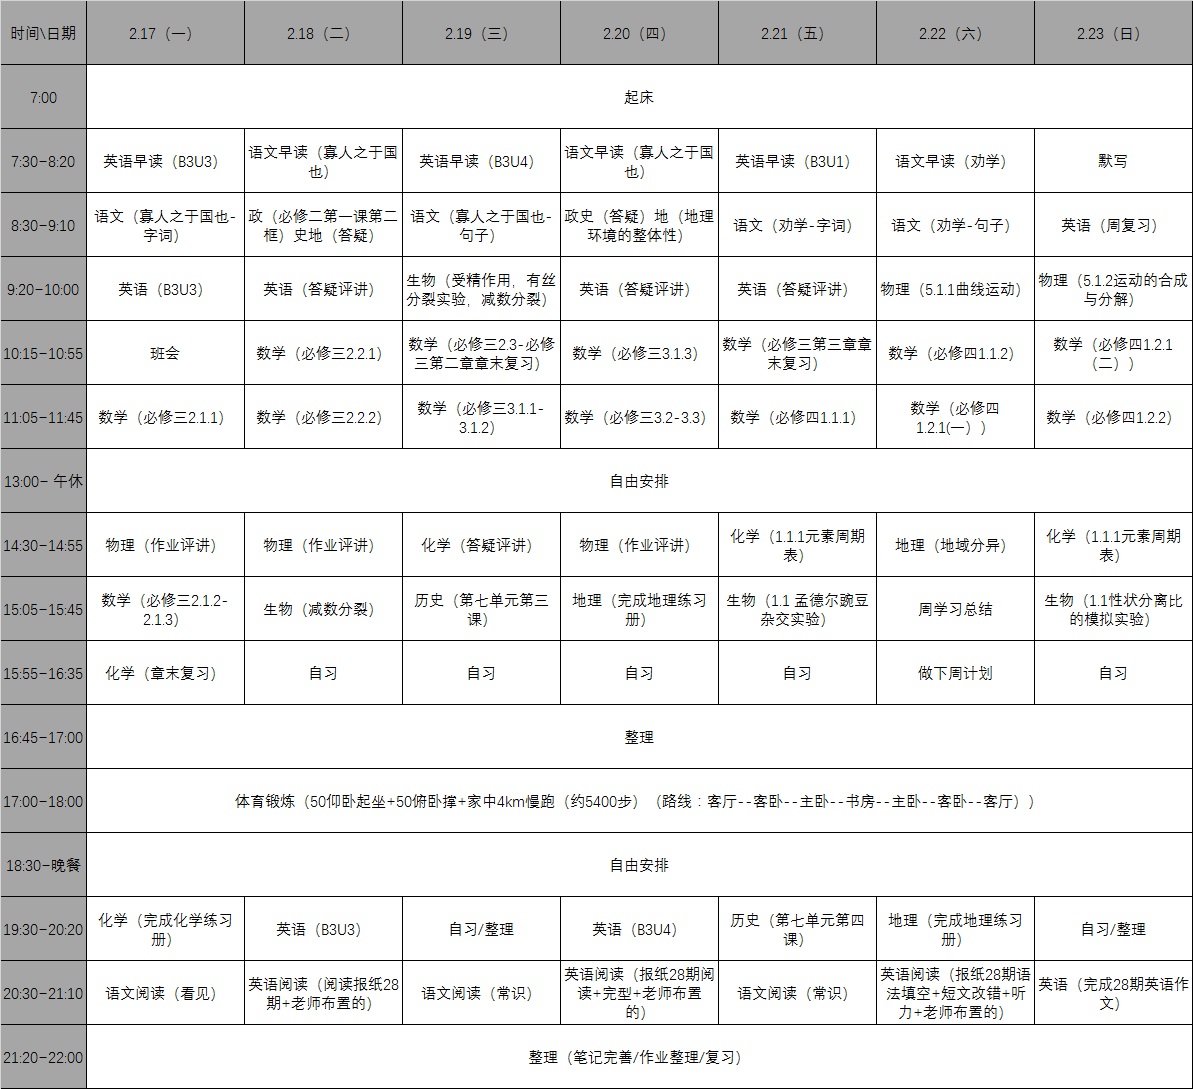 时间\日期
2.17（一）
2.18（二）
2.19（三）
2.20（四）
2.21（五）
2.22（六）
2.23（日）
7:00
起床
7:30-8:20
英语早读（B3U3）
语文早读（寡人之于国
也）
英语早读（B3U4）
语文早读（寡人之于国
也）
英语早读（B3U1）
语文早读（劝学）
默写
8:30-9:10
语文（寡人之于国也-
字词）
政（必修二第一课第二
框）史地（答疑）
语文（寡人之于国也-
句子）
政史（答疑）地（地理
环境的整体性）
语文（劝学-字词）
语文（劝学-句子）
英语（周复习）
9:20-10:00
英语（B3U3）
英语（答疑评讲）
生物（受精作用，有丝
分裂实验，减数分裂）
英语（答疑评讲）
英语（答疑评讲）
物理（5.1.1曲线运动）
物理（5.1.2运动的合成
与分解）
10:15-10:55
班会
数学（必修三2.2.1）
数学（必修三2.3-必修
三第二章章末复习）
数学（必修三3.1.3）
数学（必修三第三章章
末复习）
数学（必修四1.1.2）
数学（必修四1.2.1
（二））
11:05-11:45
数学（必修三2.1.1）
数学（必修三2.2.2）
数学（必修三3.1.1-
3.1.2）
数学（必修三3.2-3.3）
数学（必修四1.1.1）
数学（必修四
1.2.1(一））
数学（必修四1.2.2）
13:00- 午休
自由安排
14:30-14:55
物理（作业评讲）
物理（作业评讲）
化学（答疑评讲）
物理（作业评讲）
化学（1.1.1元素周期
表）
地理（地域分异）
化学（1.1.1元素周期
表）
15:05-15:45
数学（必修三2.1.2-
2.1.3）
生物（减数分裂）
历史（第七单元第三
课）
地理（完成地理练习
册）
生物（1.1 孟德尔豌豆
杂交实验）
周学习总结
生物（1.1性状分离比
的模拟实验）
15:55-16:35
化学（章末复习）
自习
自习
自习
自习
做下周计划
自习
16:45-17:00
整理
17:00-18:00
体育锻炼（50仰卧起坐+50俯卧撑+家中4km慢跑（约5400步）（路线：客厅--客卧--主卧--书房--主卧--客卧--客厅））
18:30-晚餐
自由安排
19:30-20:20
化学（完成化学练习
册）
英语（B3U3）
自习/整理
英语（B3U4）
历史（第七单元第四
课）
地理（完成地理练习
册）
自习/整理
20:30-21:10
语文阅读（看见）
英语阅读（阅读报纸28
期+老师布置的）
语文阅读（常识）
英语阅读（报纸28期阅
读+完型+老师布置
的）
语文阅读（常识）
英语阅读（报纸28期语
法填空+短文改错+听
力+老师布置的）
英语（完成28期英语作
文）
21:20-22:00
整理（笔记完善/作业整理/复习）